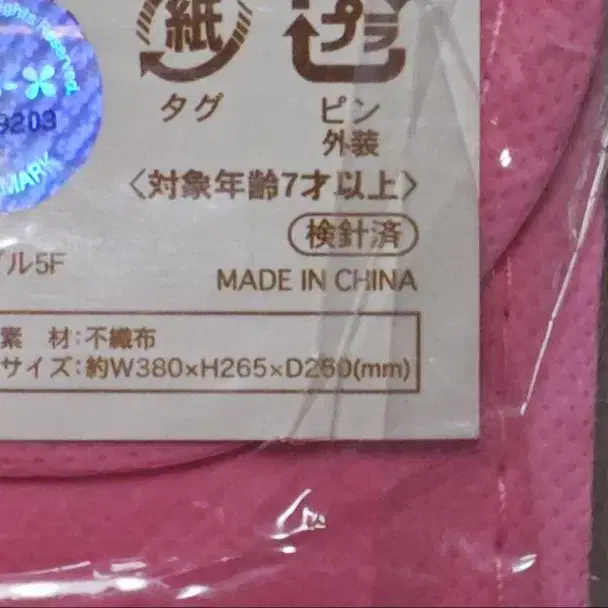 ghts Reserved.
9203
MARK
紙
プラ
タグ
ピン
外装
〈対象年齢7才以上〉
検針済
ル5F
MADE IN CHINA
素 材:不織布
サイズ:約W380×H265×D260(mm)